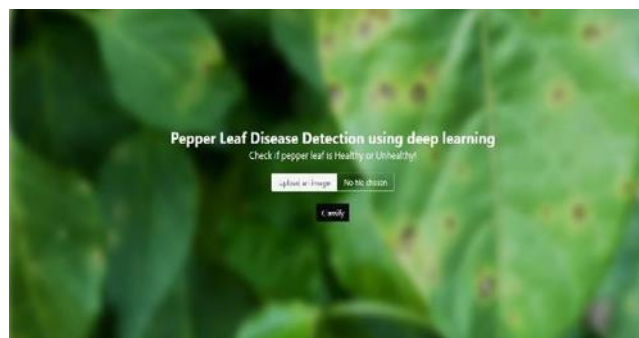 Pepper Leaf Disease Detection using deep learning
Check if pepper leaf is Healthy or Unhealthy!
upload an image No file chosen
Classify